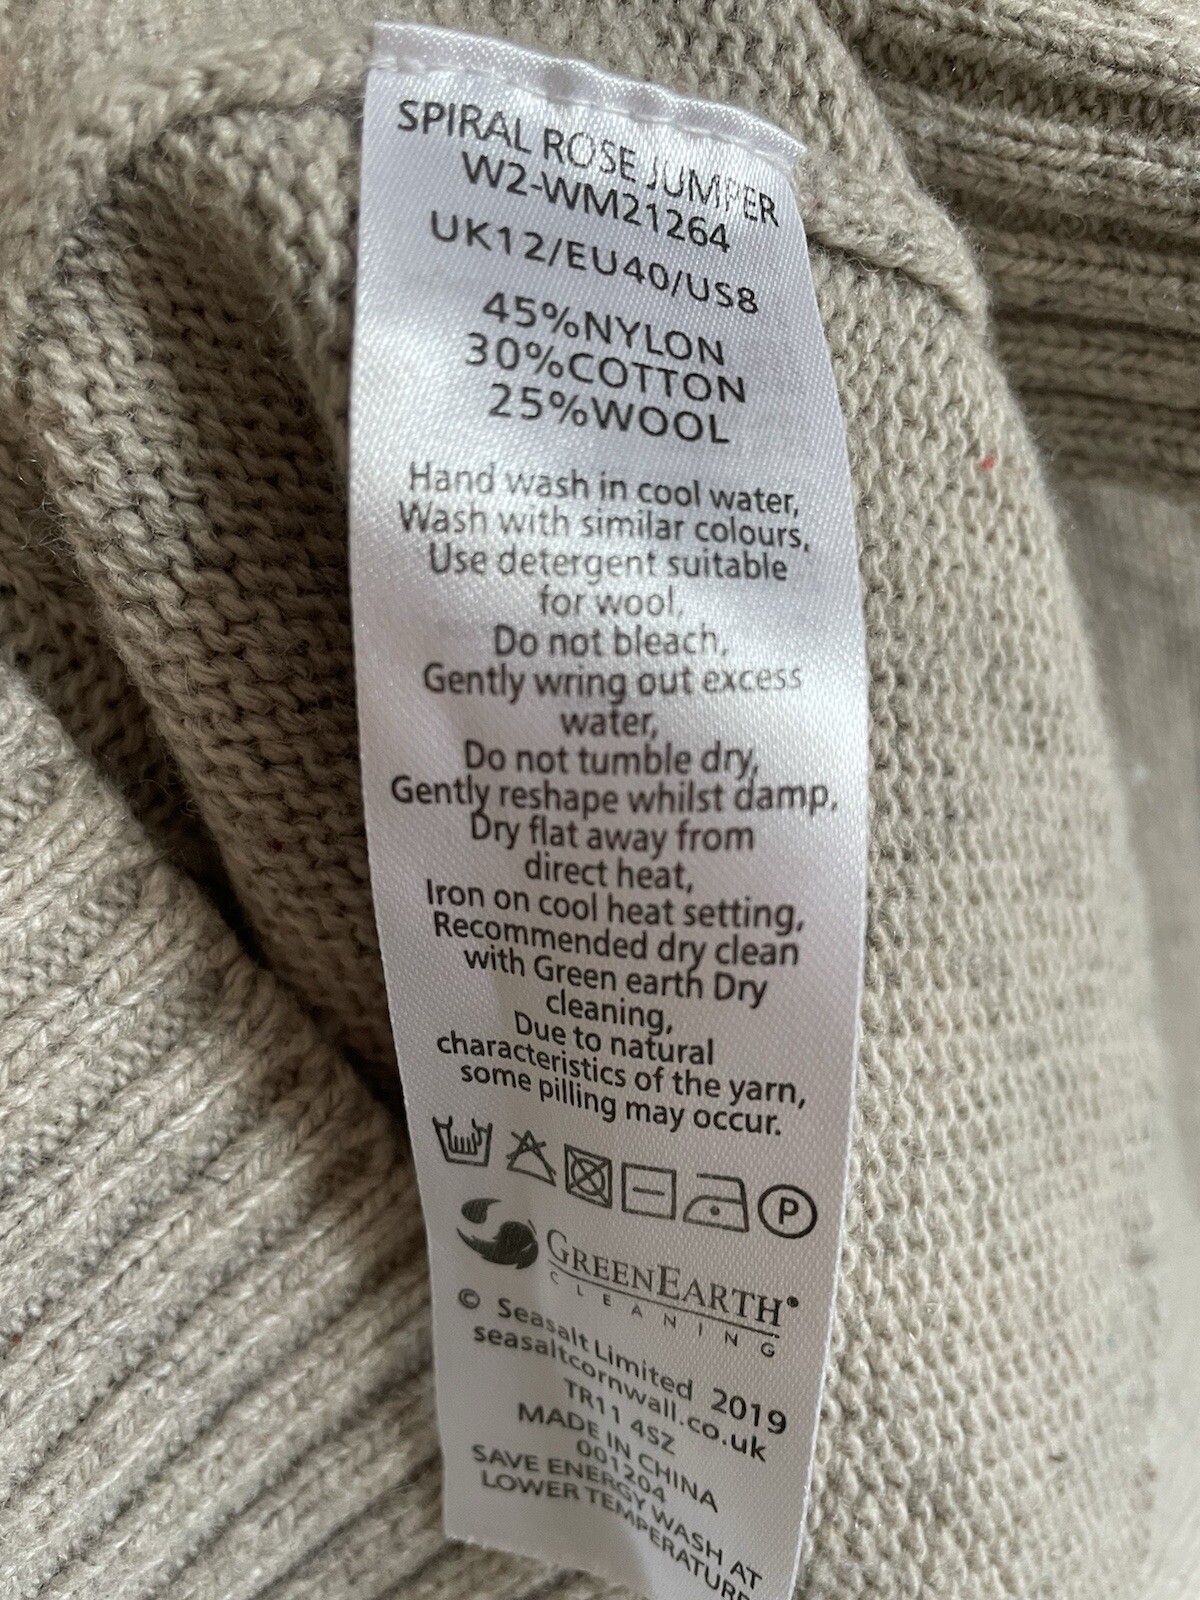 SPIRAL ROSE JUMPER
W2-WM21264
UK12/EU40/US8
45%NYLON
30%COTTON
25%WOOL
Hand wash in cool water,
Wash with similar colours,
Use detergent suitable
for wool,
Do not bleach,
Gently wring out excess
water,
Do not tumble dry,
Gently reshape whilst damp,
Dry flat away from
direct heat,
Iron on cool heat setting,
Recommended dry clean
with Green earth Dry
cleaning,
Due to natural
characteristics of the yarn,
some pilling may occur.
P
GREENEARTH®
CLEANING
© Seasalt Limited 2019
seasaltcornwall.co.uk
TR11 4SZ
MADE IN CHINA
001204
SAVE ENERGY WASH AT
LOWER TEMPERATURE